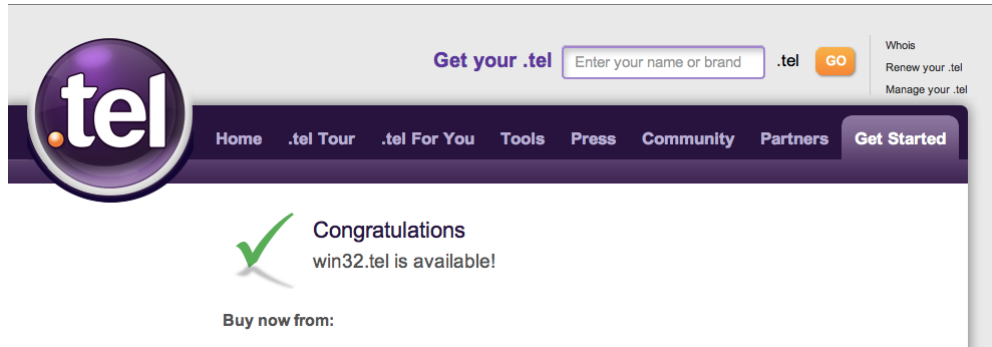 .tel
Get your .tel Enter your name or brand .tel GO
Whois
Renew your .tel
Manage your .tel
Home .tel Tour .tel For You Tools Press Community Partners Get Started
Congratulations
win32.tel is available!
Buy now from: